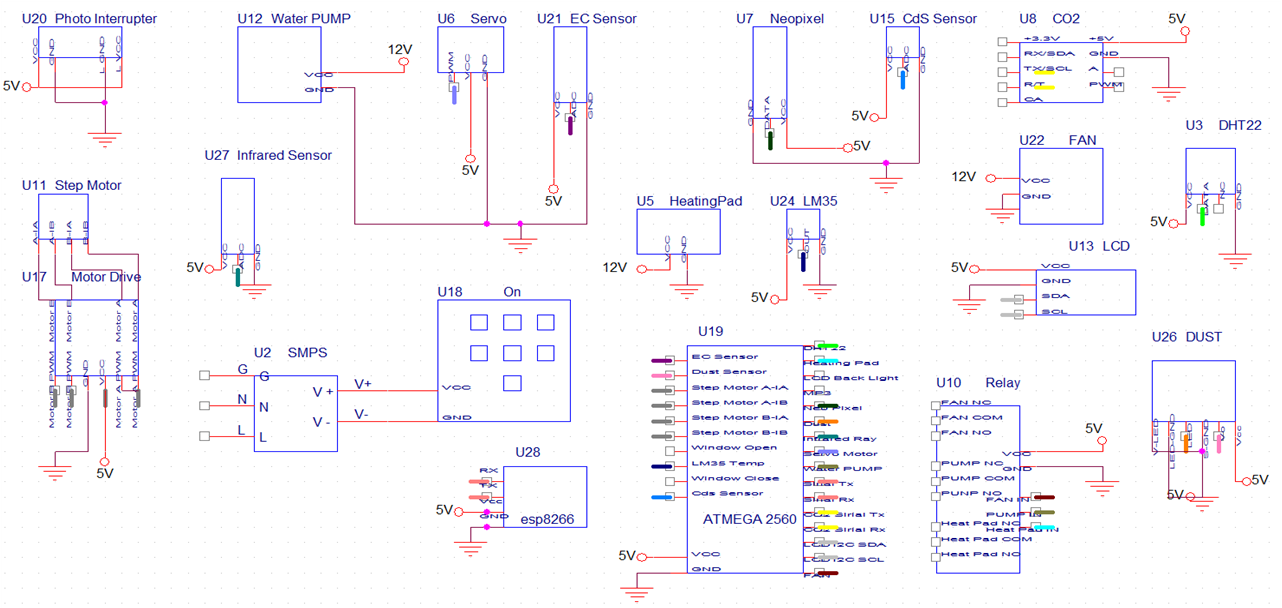 U20 Photo Interrupter
VCC
GND
L_GND
L_VCC
5V
U12 Water PUMP
VCC
GND
12V
U6 Servo
PWM
VCC
GND
5V
U21 EC Sensor
VCC
ADC
GND
5V
U7 Neopixel
GND
DATA
VCC
5V
U15 CdS Sensor
VCC
ADC
GND
5V
U8 CO2
+3.3V
RX/SDA
TX/SCL
R/T
CA
+5V
GND
A
PWM
5V
U22 FAN
VCC
GND
12V
U3 DHT22
VCC
DATA
NC
GND
5V
U27 Infrared Sensor
VCC
ADC
GND
5V
U11 Step Motor
A-IA
A-IB
B-IA
B-IB
U17 Motor Drive
Motor B PWM
Motor B
Motor B PWM
Motor B
GND
VCC
Motor A PWM
Motor A
Motor A PWM
Motor A
5V
U5 HeatingPad
VCC
GND
12V
U24 LM35
VCC
OUT
GND
5V
U13 LCD
VCC
GND
SDA
SCL
5V
U18 On
VCC
GND
U2 SMPS
G
G
N
N
L
L
V +
V+
V -
V-
U28
RX
TX
VCC
GND
esp8266
5V
U19
EC Sensor
Dust Sensor
Step Motor A-IA
Step Motor A-IB
Step Motor B-IA
Step Motor B-IB
Window Open
LM35 Temp
Window Close
Cds Sensor
ATMEGA 2560
VCC
GND
5V
DHT22
Heating Pad
LCD Back Light
MP3
Neo Pixel
Dust
Infrared Ray
Servo Motor
Water PUMP
Sirial Tx
Sirial Rx
CO2 Sirial Tx
CO2 Sirial Rx
LCD12C SDA
LCD12C SCL
FAN
U10 Relay
FAN NC
FAN COM
FAN NO
PUMP NC
PUMP COM
PUNP NO
Heat Pad NC
Heat Pad COM
Heat Pad NO
VCC
GND
FAN IN
PUMP IN
Heat Pad IN
5V
U26 DUST
V-LED
LED-GND
LED
S-GND
Vo
Vcc
5V
5V